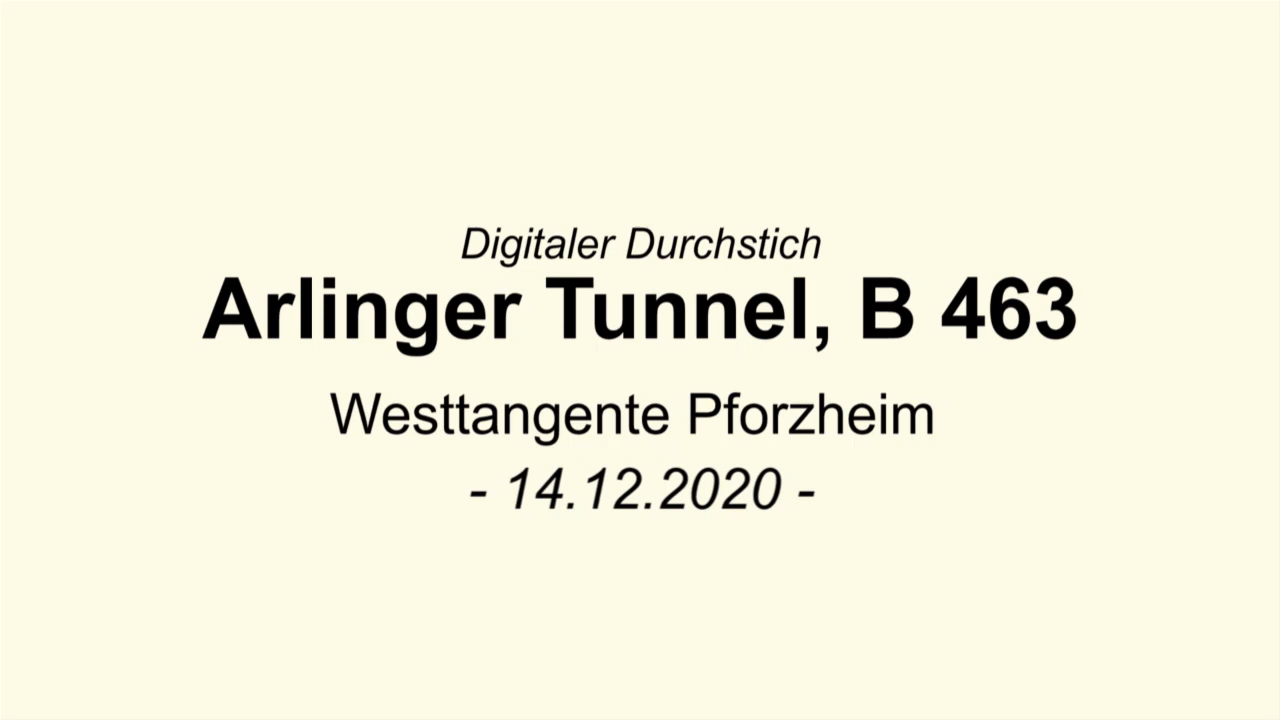 Digitaler Durchstich
Arlinger Tunnel, B 463
Westtangente Pforzheim
- 14.12.2020 -